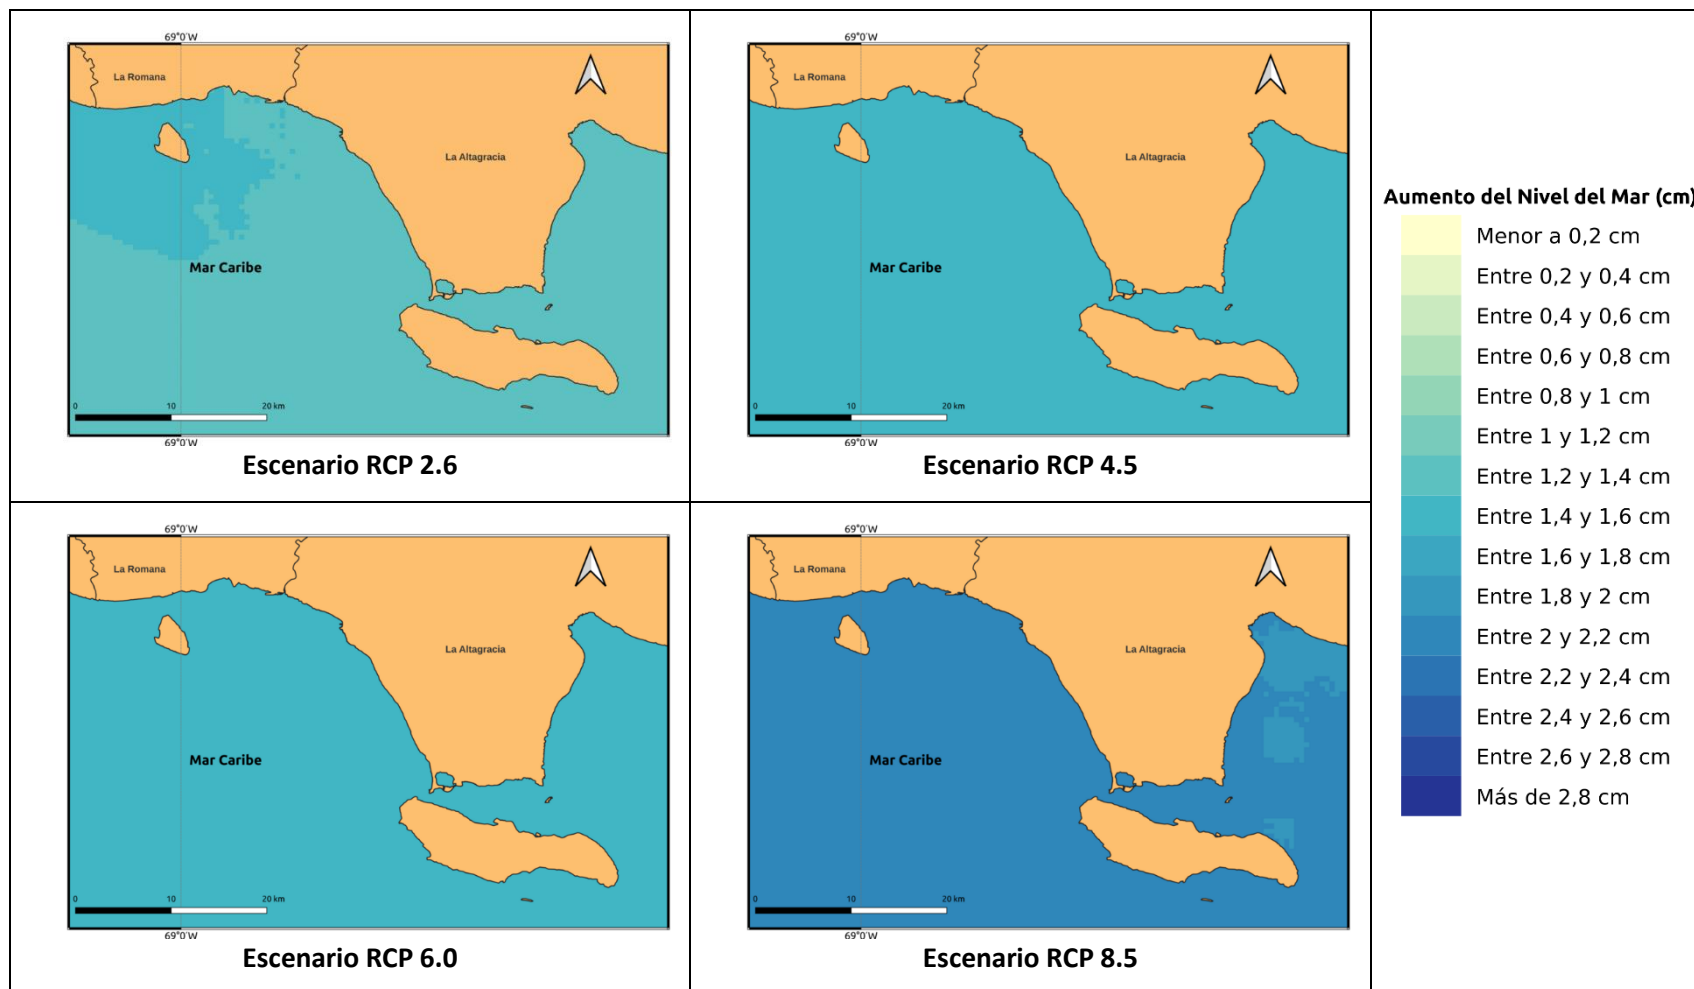 69°0'W
La Romana
La Altagracia
Mar Caribe
0 10 20 km
69°0'W
Escenario RCP 2.6
69°0'W
La Romana
La Altagracia
Mar Caribe
0 10 20 km
69°0'W
Escenario RCP 4.5
69°0'W
La Romana
La Altagracia
Mar Caribe
0 10 20 km
69°0'W
Escenario RCP 6.0
69°0'W
La Romana
La Altagracia
Mar Caribe
0 10 20 km
69°0'W
Escenario RCP 8.5
Aumento del Nivel del Mar (cm)
Menor a 0,2 cm
Entre 0,2 y 0,4 cm
Entre 0,4 y 0,6 cm
Entre 0,6 y 0,8 cm
Entre 0,8 y 1 cm
Entre 1 y 1,2 cm
Entre 1,2 y 1,4 cm
Entre 1,4 y 1,6 cm
Entre 1,6 y 1,8 cm
Entre 1,8 y 2 cm
Entre 2 y 2,2 cm
Entre 2,2 y 2,4 cm
Entre 2,4 y 2,6 cm
Entre 2,6 y 2,8 cm
Más de 2,8 cm